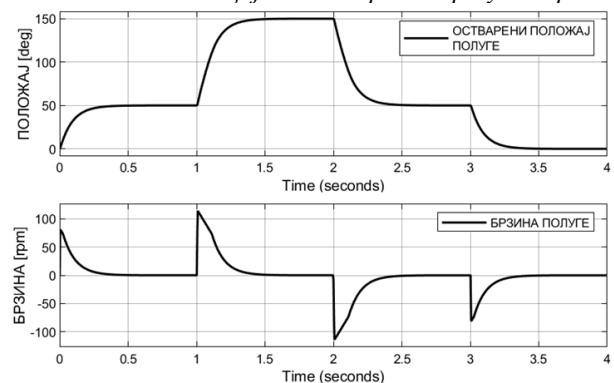 150
100
50
0
ПОЛОЖАЈ [deg]
ОСТВАРЕНИ ПОЛОЖАЈ
ПОЛУГЕ
0 0.5 1 1.5 2 2.5 3 3.5 4
Time (seconds)
100
50
0
-50
-100
БРЗИНА [rpm]
БРЗИНА ПОЛУГЕ
0 0.5 1 1.5 2 2.5 3 3.5 4
Time (seconds)